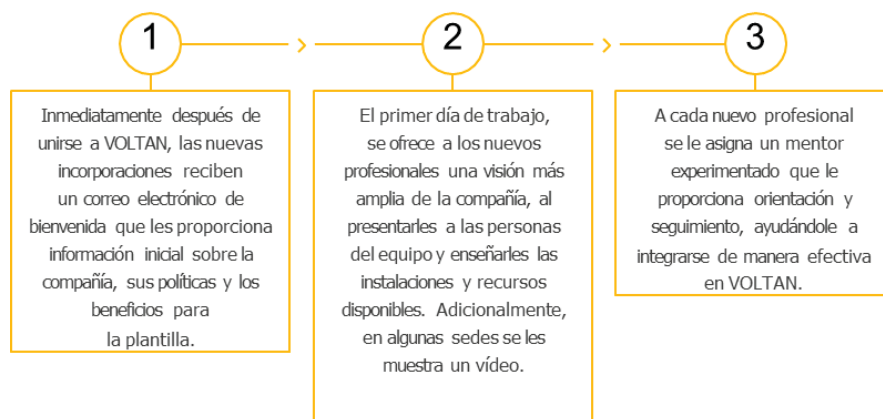 1
Inmediatamente después de
unirse a VOLTAN, las nuevas
incorporaciones reciben
un correo electrónico de
bienvenida que les proporciona
información inicial sobre la
compañía, sus políticas y los
beneficios para
la plantilla.
2
El primer día de trabajo,
se ofrece a los nuevos
profesionales una visión más
amplia de la compañía, al
presentarles a las personas
del equipo y enseñarles las
instalaciones y recursos
disponibles. Adicionalmente,
en algunas sedes se les
muestra un vídeo.
3
A cada nuevo profesional
se le asigna un mentor
experimentado que le
proporciona orientación y
seguimiento, ayudándole a
integrarse de manera efectiva
en VOLTAN.